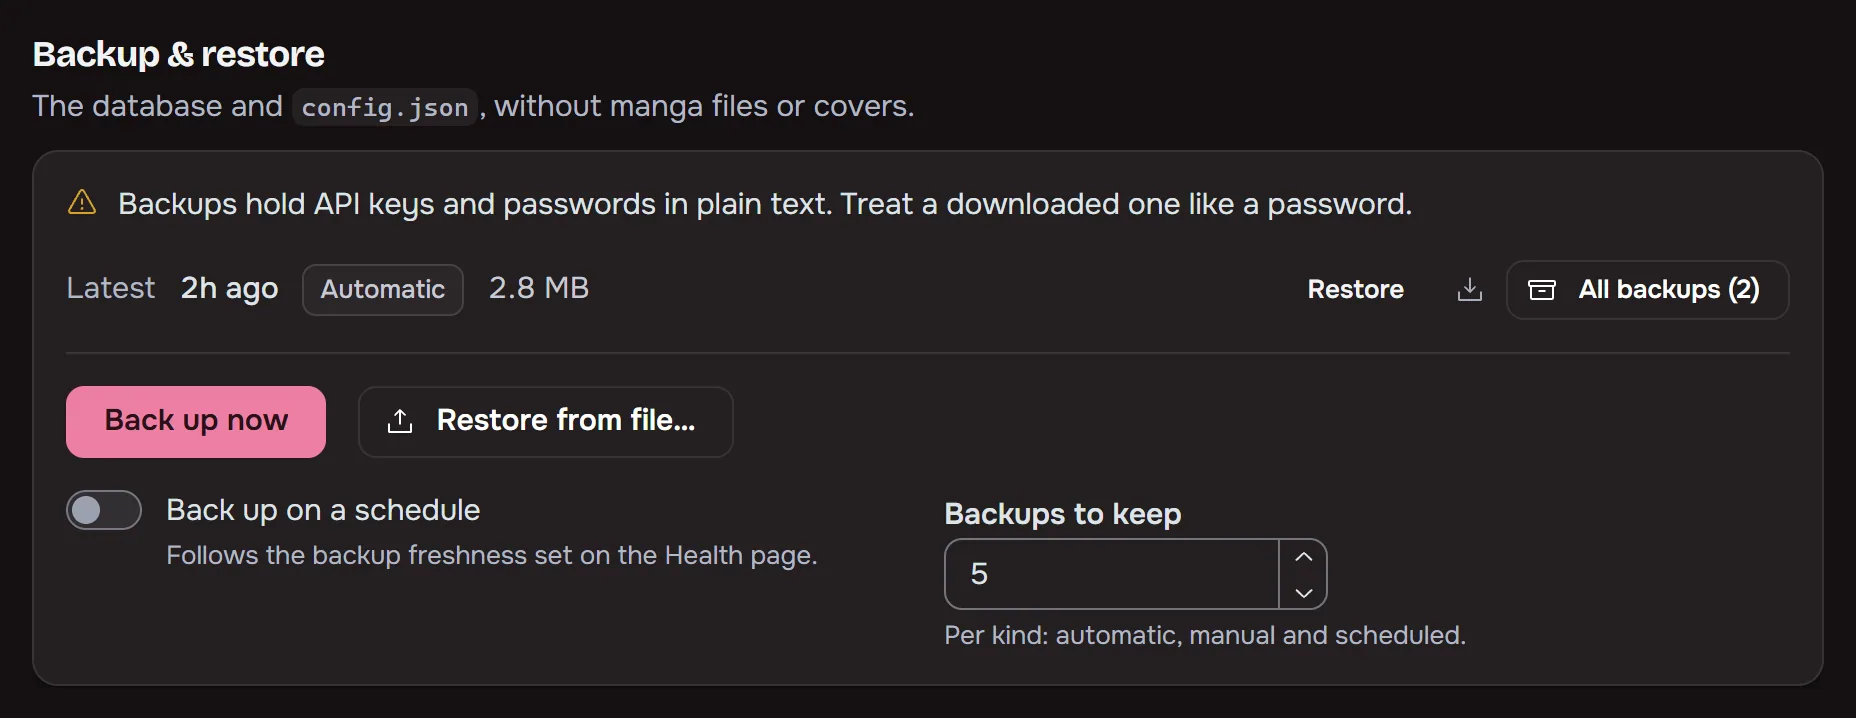 Backup & restore
The database and config.json, without manga files or covers.
Backups hold API keys and passwords in plain text. Treat a downloaded one like a password.
Latest 2h ago Automatic 2.8 MB Restore All backups (2)
Back up now Restore from file...
Back up on a schedule
Follows the backup freshness set on the Health page.
Backups to keep
5
Per kind: automatic, manual and scheduled.